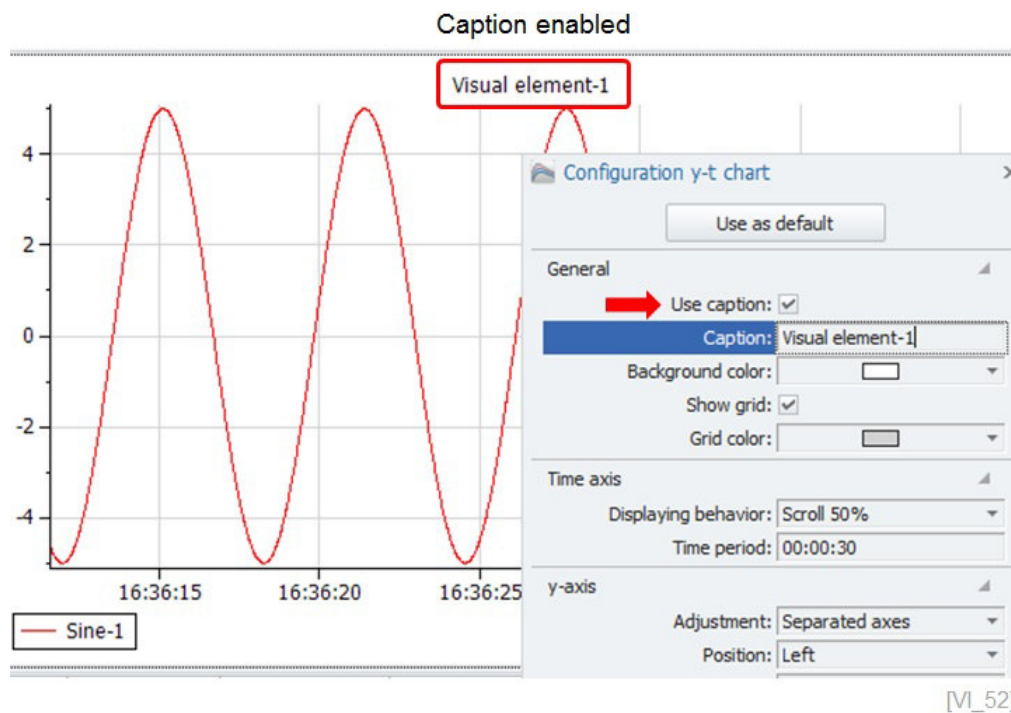 Caption enabled
Visual element-1
4
2
0
-2
-4
16:36:15 16:36:20 16:36:25
Sine-1
Configuration y-t chart
Use as default
General
Use caption:
Caption: Visual element-1
Background color:
Show grid:
Grid color:
Time axis
Displaying behavior: Scroll 50%
Time period: 00:00:30
y-axis
Adjustment: Separated axes
Position: Left
[VI_52]